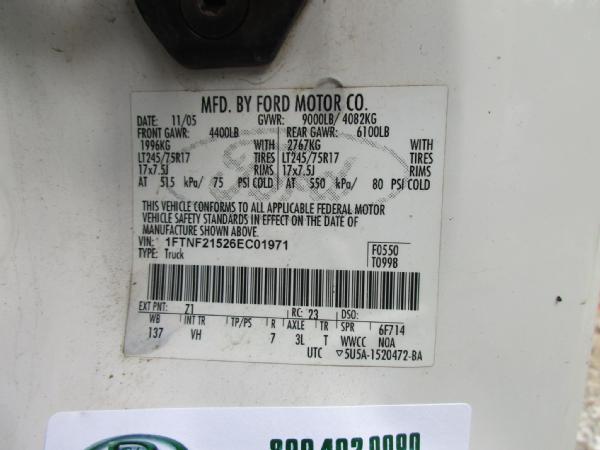 MFD. BY FORD MOTOR CO.
DATE: 11/05 GVWR: 9000LB/ 4082KG
FRONT GAWR: 4400LB REAR GAWR: 6100LB
1996KG WITH 2767KG WITH
LT245/75R17 TIRES LT245/75R17 TIRES
17x7.5J RIMS 17x7.5J RIMS
AT 515 kPa/ 75 PSI COLD AT 550 kPa/ 80 PSI COLD
THIS VEHICLE CONFORMS TO ALL APPLICABLE FEDERAL MOTOR
VEHICLE SAFETY STANDARDS IN EFFECT ON THE DATE OF
MANUFACTURE SHOWN ABOVE.
VIN: 1FTNF21526EC01971 F0550
TYPE: Truck T099B
EXT PNT: Z1 RC: 23 DSO:
WB INT TR TP/PS R AXLE TR SPR 6F714
137 VH 7 3L T WWCC NOA
UTC ▽5U5A-1520472-BA